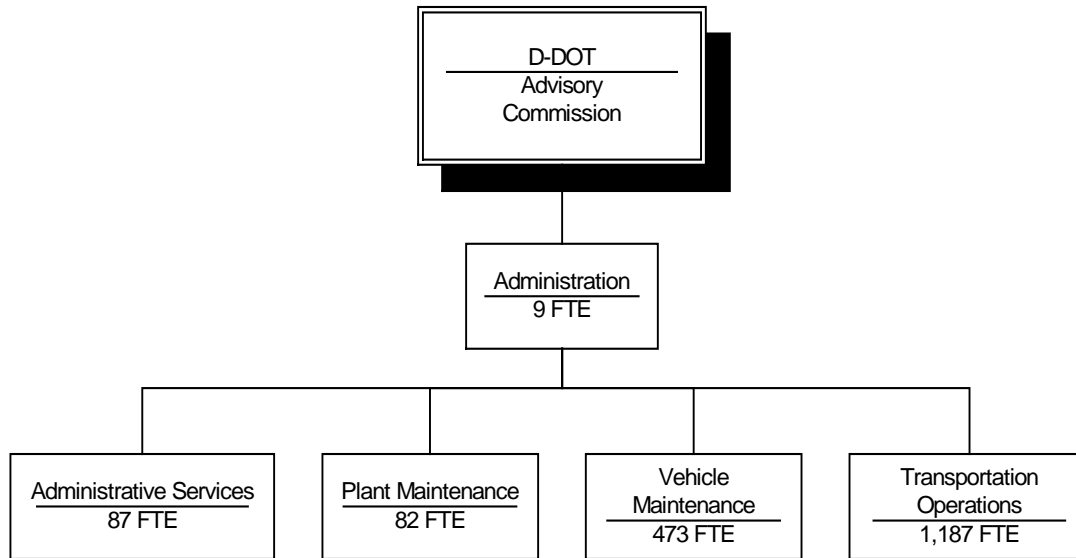 D-DOT
Advisory
Commission
Administration
9 FTE
Administrative Services
87 FTE
Plant Maintenance
82 FTE
Vehicle
Maintenance
473 FTE
Transportation
Operations
1,187 FTE